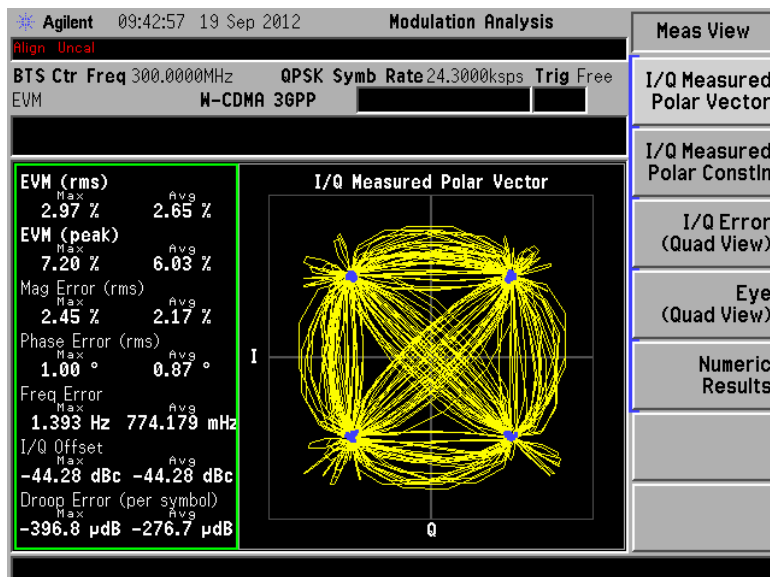 Agilent 09:42:57 19 Sep 2012 Modulation Analysis
Align Uncal
BTS Ctr Freq 300.0000MHz QPSK Symb Rate 24.3000ksps Trig Free
EVM W-CDMA 3GPP
EVM (rms)
Max Avg
2.97 % 2.65 %
EVM (peak)
Max Avg
7.20 % 6.03 %
Mag Error (rms)
Max Avg
2.45 % 2.17 %
Phase Error (rms)
Max Avg
1.00 ° 0.87 °
Freq Error
Max Avg
1.393 Hz 774.179 mHz
I/Q Offset
Max Avg
-44.28 dBc -44.28 dBc
Droop Error (per symbol)
Max Avg
-396.8 µdB -276.7 µdB
I/Q Measured Polar Vector
I
Q
Meas View
I/Q Measured
Polar Vector
I/Q Measured
Polar Constln
I/Q Error
(Quad View)
Eye
(Quad View)
Numeric
Results